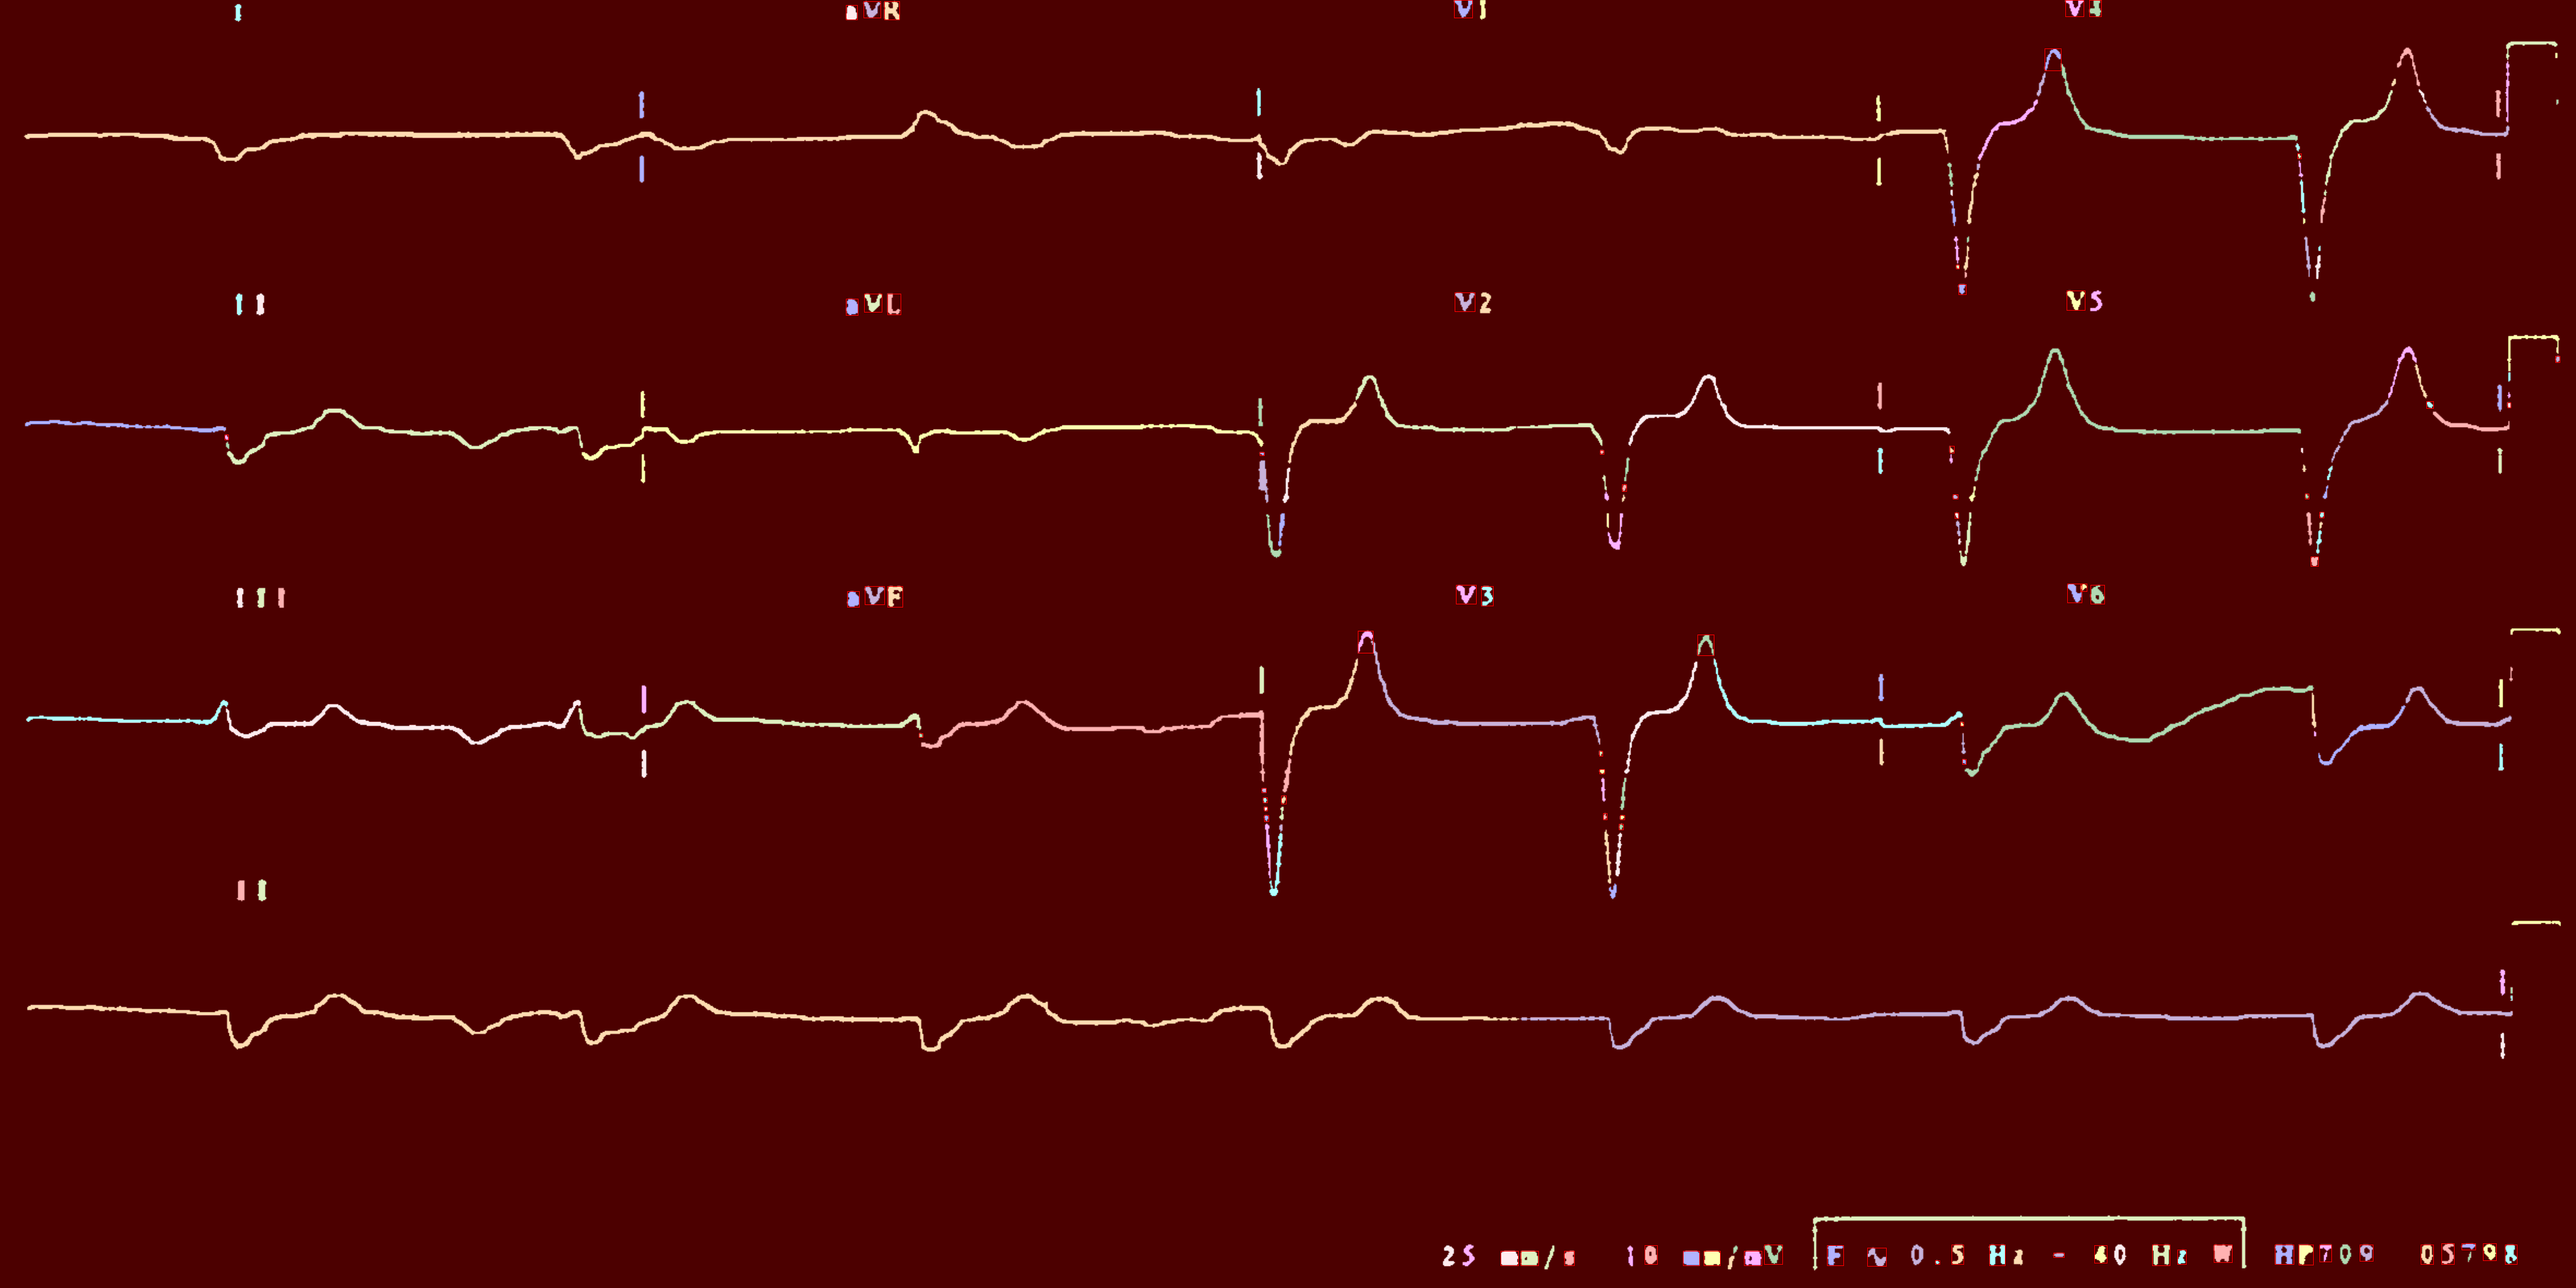 I aVR V1 V4
II aVL V2 V5
III aVF V3 V6
II
25 mm/s 10 mm/mV F ~ 0.5 Hz - 40 Hz W HP709 05798